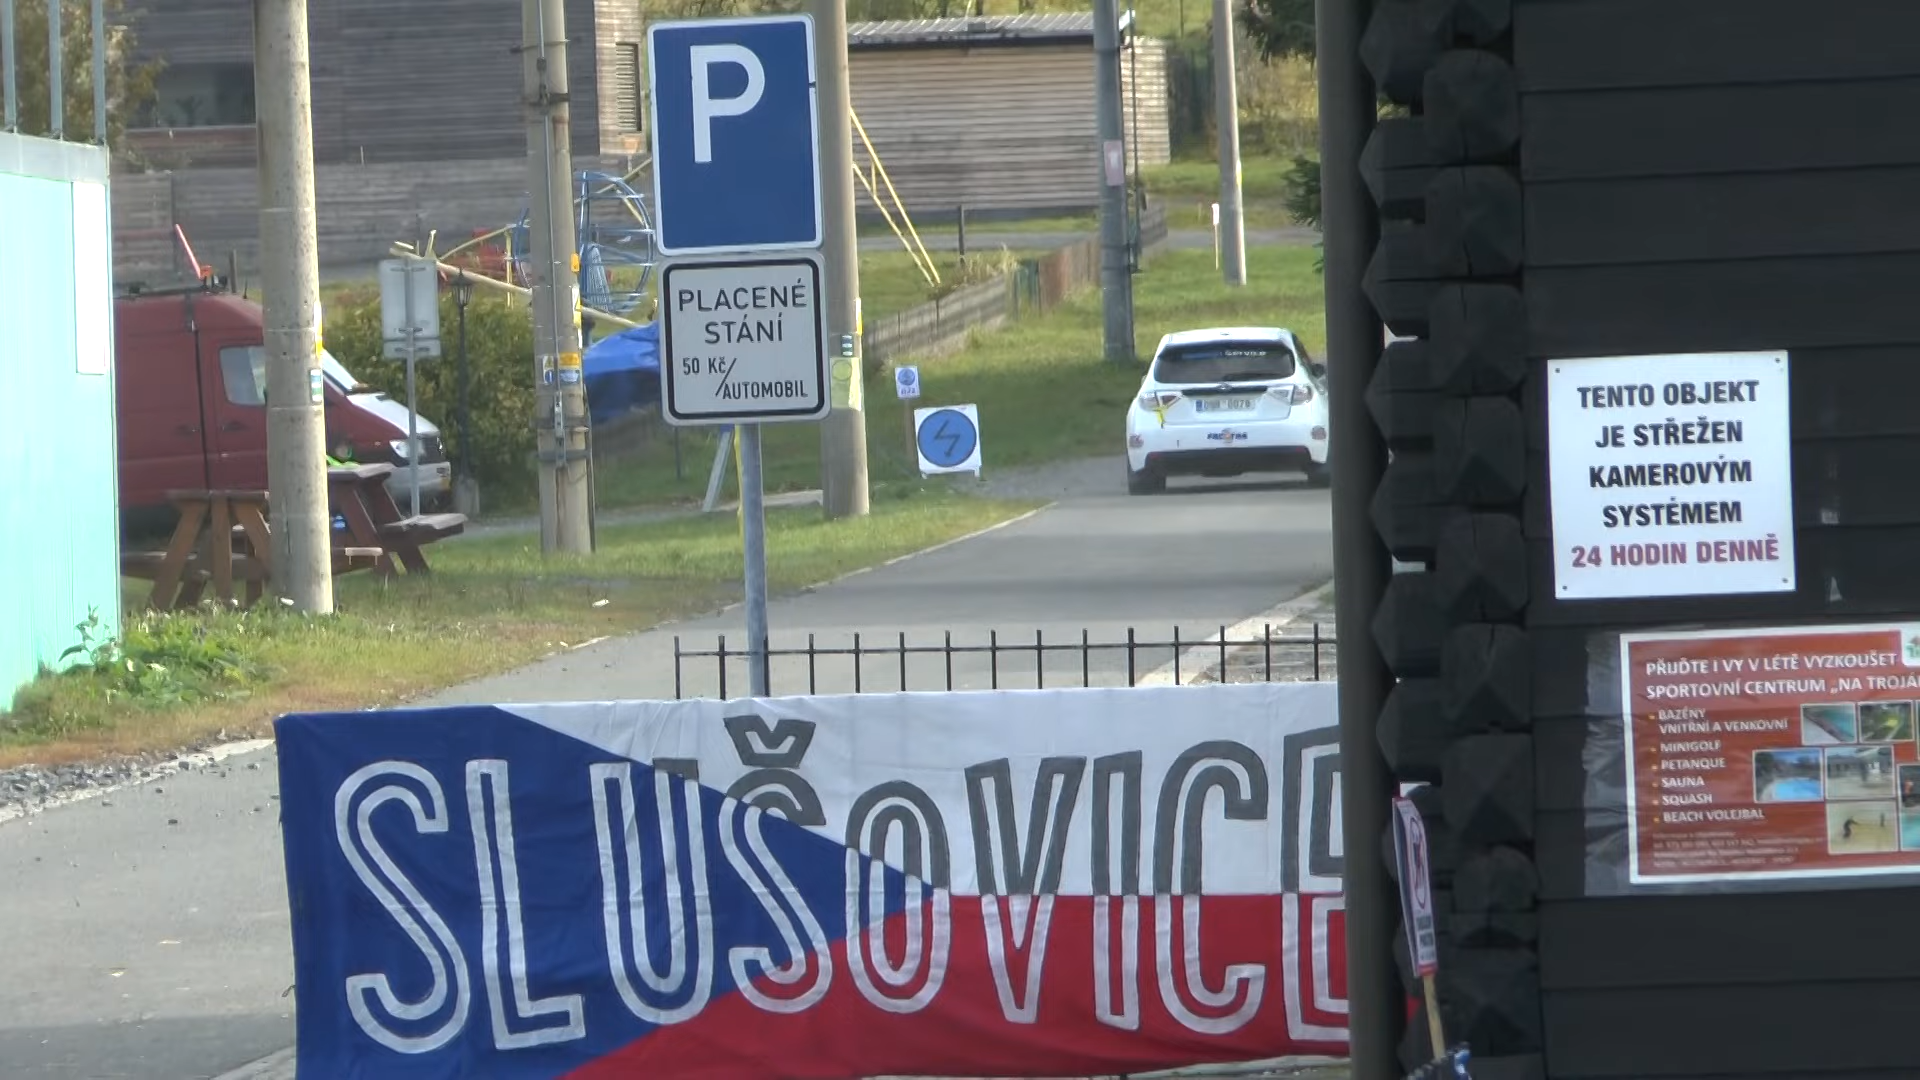 P
PLACENÉ
STÁNÍ
50 Kč/
AUTOMOBIL
SLUŠOVICE
TENTO OBJEKT
JE STŘEŽEN
KAMEROVÝM
SYSTÉMEM
24 HODIN DENNĚ
PŘIJĎTE I VY V LÉTĚ VYZKOUŠET
SPORTOVNÍ CENTRUM „NA TROJÁ
BAZÉNY
VNITŘNÍ A VENKOVNÍ
MINIGOLF
PETANQUE
SAUNA
SQUASH
BEACH VOLEJBAL